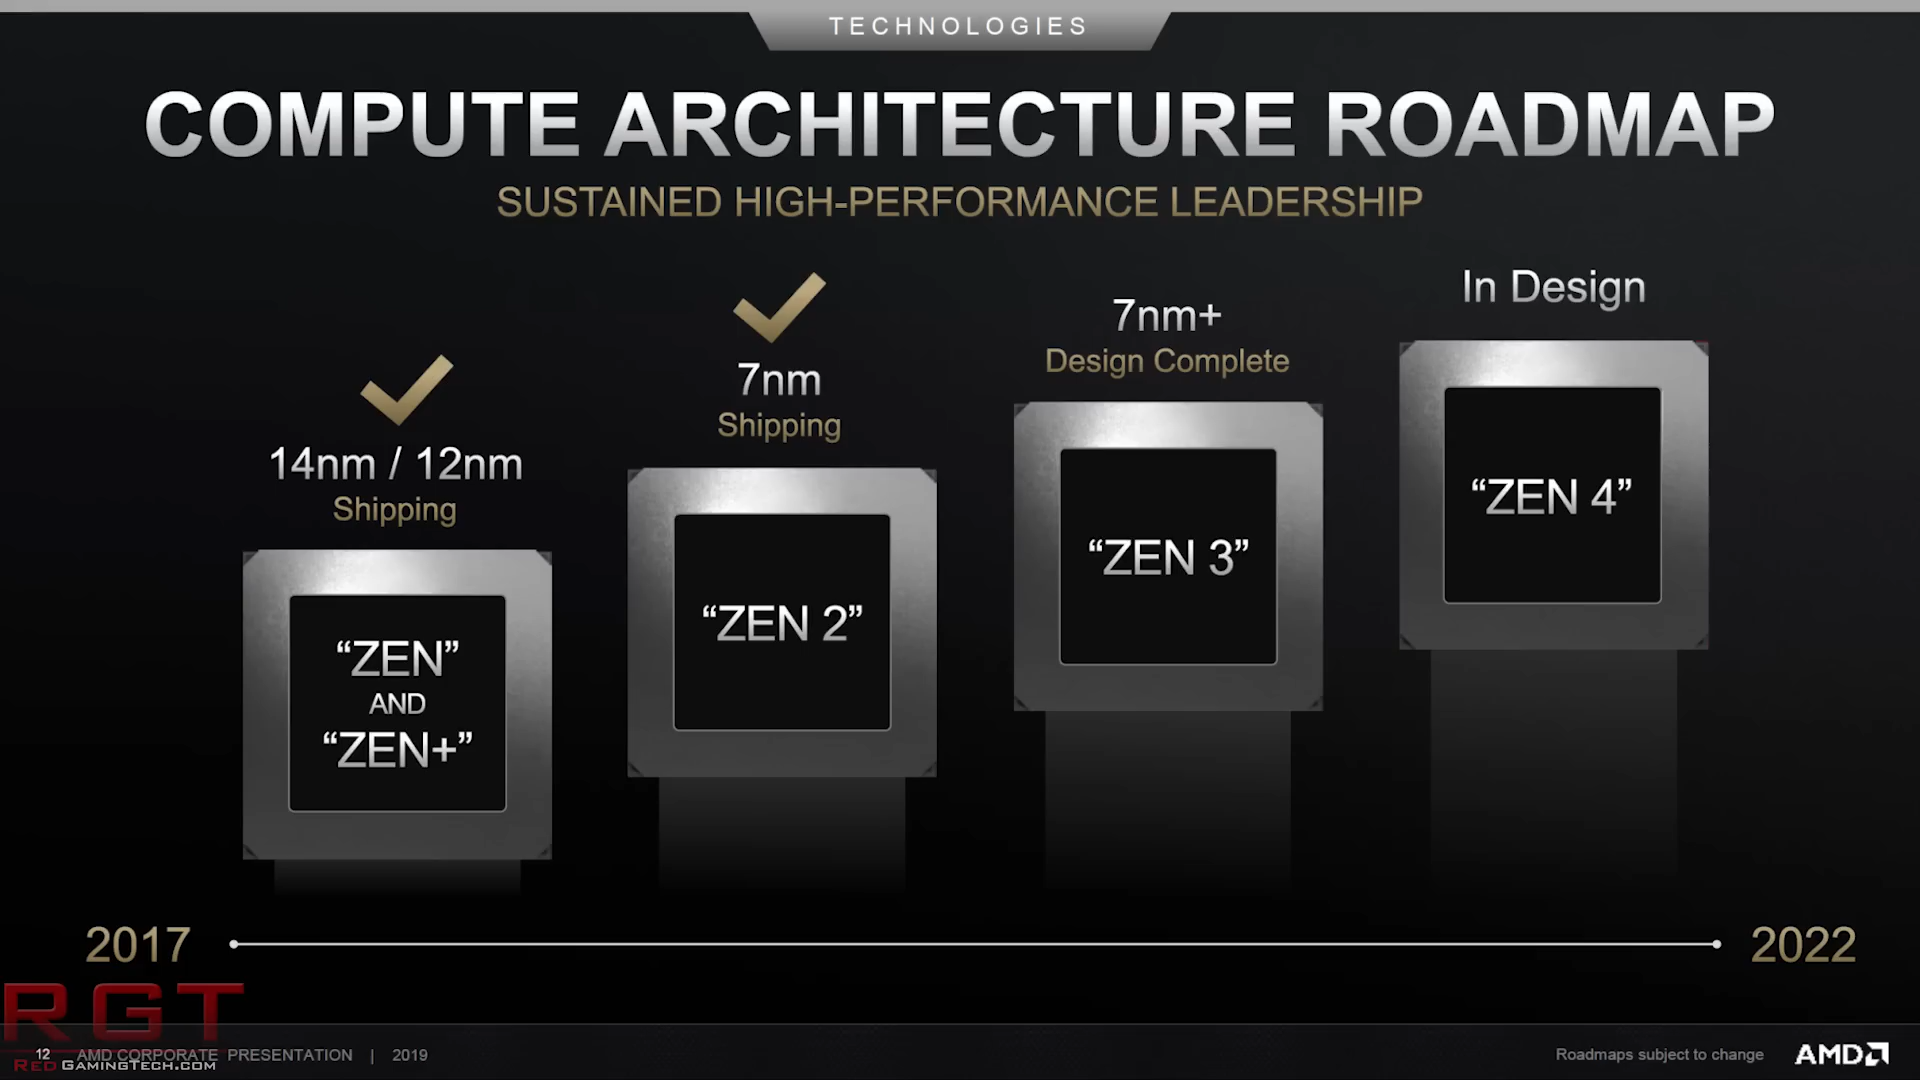 TECHNOLOGIES
COMPUTE ARCHITECTURE ROADMAP
SUSTAINED HIGH-PERFORMANCE LEADERSHIP
14nm / 12nm
Shipping
“ZEN”
AND
“ZEN+”
7nm
Shipping
“ZEN 2”
7nm+
Design Complete
“ZEN 3”
In Design
“ZEN 4”
2017
2022
RGT
RED GAMINGTECH.COM
12 AMD CORPORATE PRESENTATION | 2019
Roadmaps subject to change
AMD